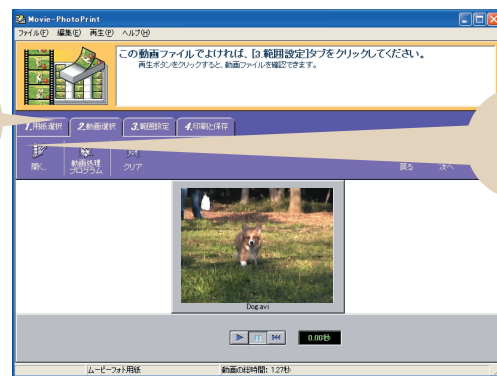 Movie-PhotoPrint
ファイル(F) 編集(E) 再生(P) ヘルプ(H)
この動画ファイルでよければ、[3.範囲設定]タブをクリックしてください。
再生ボタンをクリックすると、動画ファイルを確認できます。
1.用紙選択 2.動画選択 3.範囲設定 4.印刷と保存
開く... 動画処理 クリア 戻る 次へ
プログラム
Dog.avi
0.00秒
ムービーフォト用紙 動画の総時間: 1.27秒